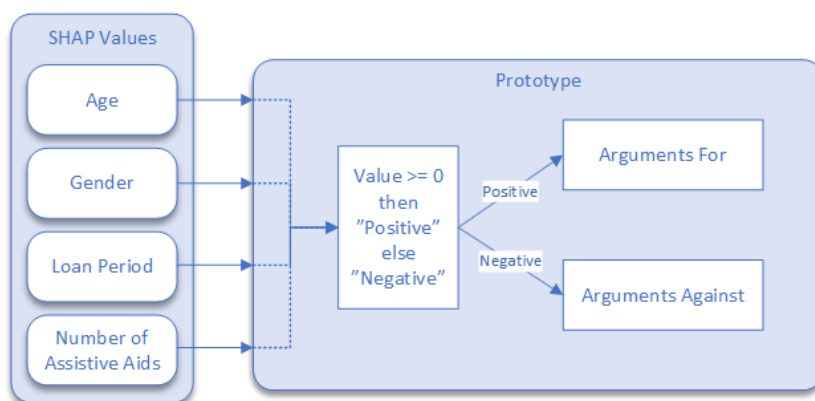 SHAP Values
Age
Gender
Loan Period
Number of
Assistive Aids
Prototype
Value >= 0
then
”Positive”
else
"Negative”
Positive
Negative
Arguments For
Arguments Against